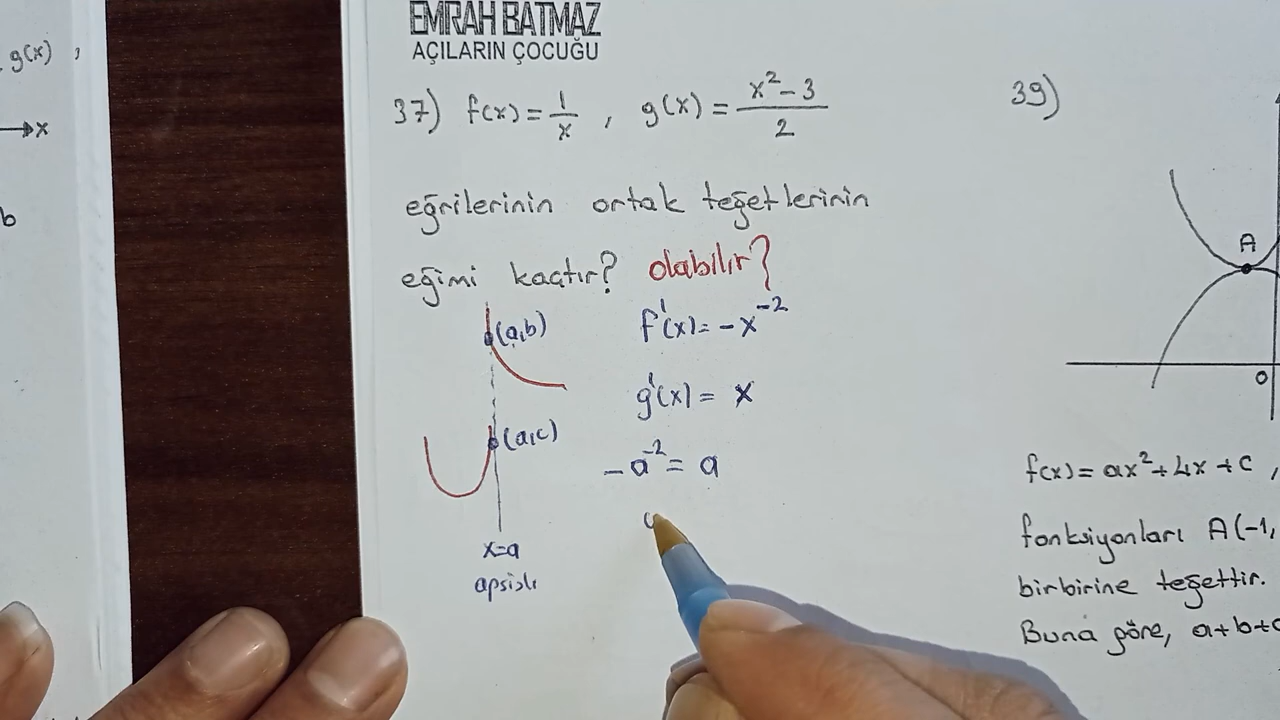 g(x) ,
x
b
EMRAH BATMAZ
AÇILARIN ÇOCUĞU
37) f(x) = 1/x , g(x) = x² - 3 / 2
eğrilerinin ortak teğetlerinin
eğimi kaçtır? olabilir?
(a,b)
f'(x) = -x⁻²
g'(x) = x
(a,c)
-a⁻² = a
x=a
apsisli
39)
A
O
f(x) = ax² + 4x + c ,
fonksiyonları A(-1,
birbirine teğettir.
Buna göre, a+b+c